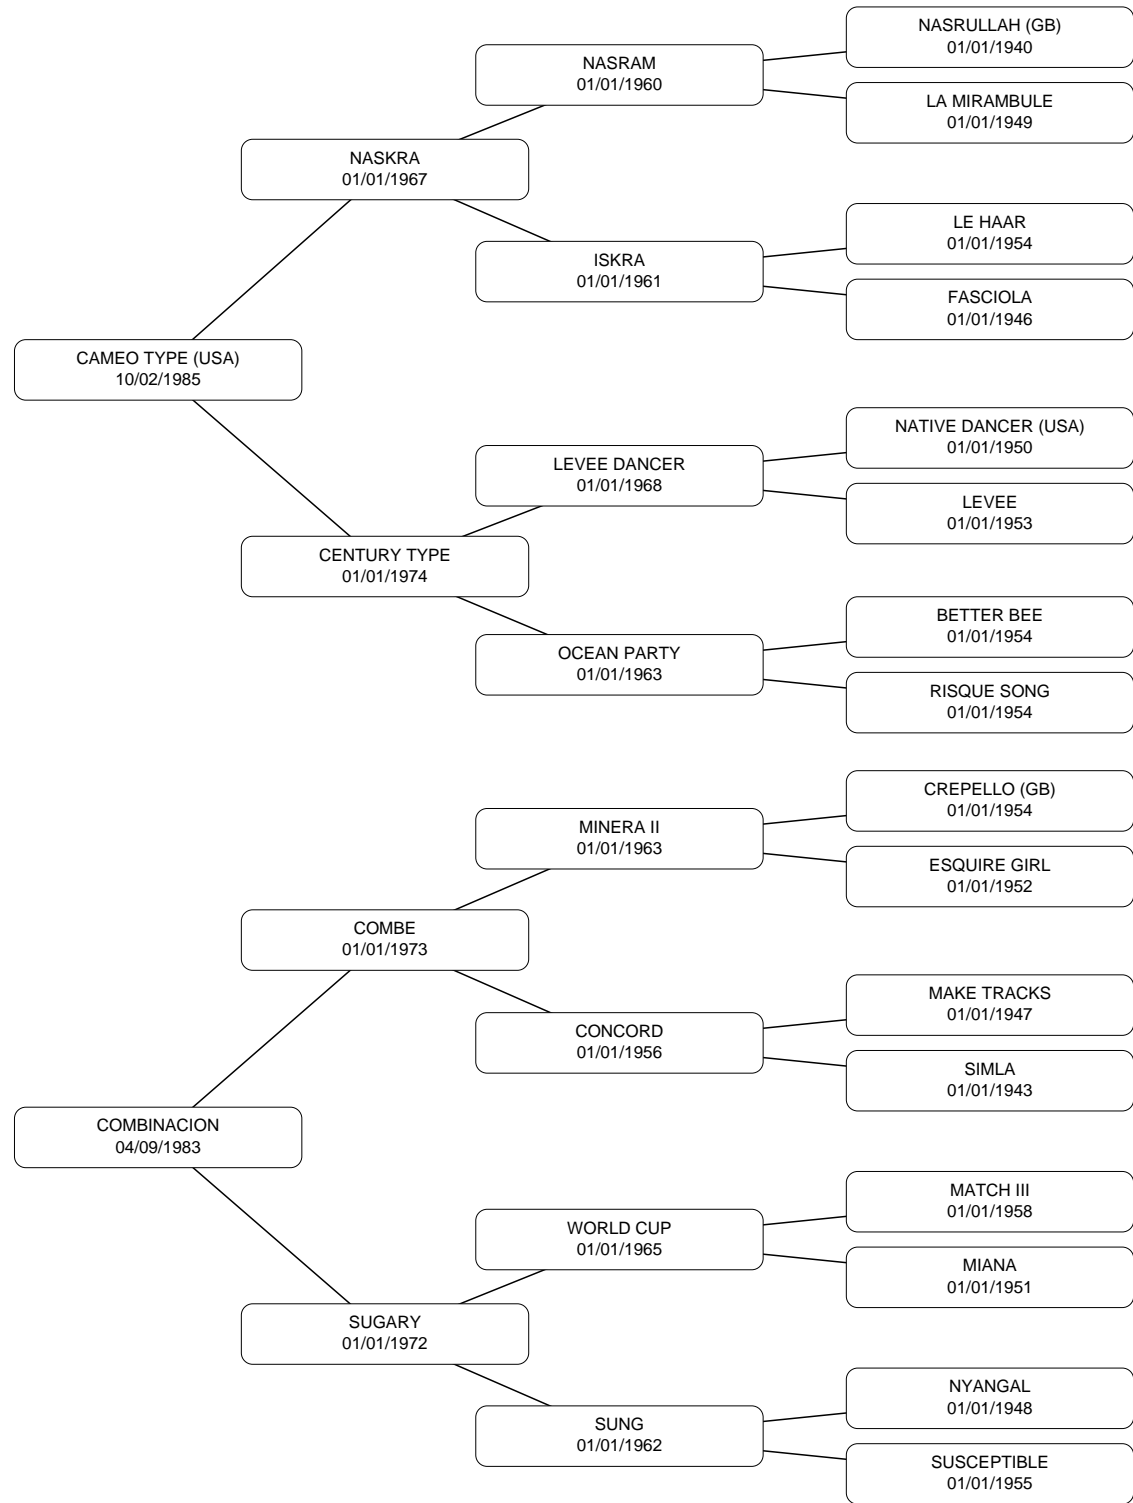 NASRULLAH (GB)
01/01/1940
NASRAM
01/01/1960
LA MIRAMBULE
01/01/1949
NASKRA
01/01/1967
LE HAAR
01/01/1954
ISKRA
01/01/1961
FASCIOLA
01/01/1946
CAMEO TYPE (USA)
10/02/1985
NATIVE DANCER (USA)
01/01/1950
LEVEE DANCER
01/01/1968
LEVEE
01/01/1953
CENTURY TYPE
01/01/1974
BETTER BEE
01/01/1954
OCEAN PARTY
01/01/1963
RISQUE SONG
01/01/1954
CREPELLO (GB)
01/01/1954
MINERA II
01/01/1963
ESQUIRE GIRL
01/01/1952
COMBE
01/01/1973
MAKE TRACKS
01/01/1947
CONCORD
01/01/1956
SIMLA
01/01/1943
COMBINACION
04/09/1983
MATCH III
01/01/1958
WORLD CUP
01/01/1965
MIANA
01/01/1951
SUGARY
01/01/1972
NYANGAL
01/01/1948
SUNG
01/01/1962
SUSCEPTIBLE
01/01/1955